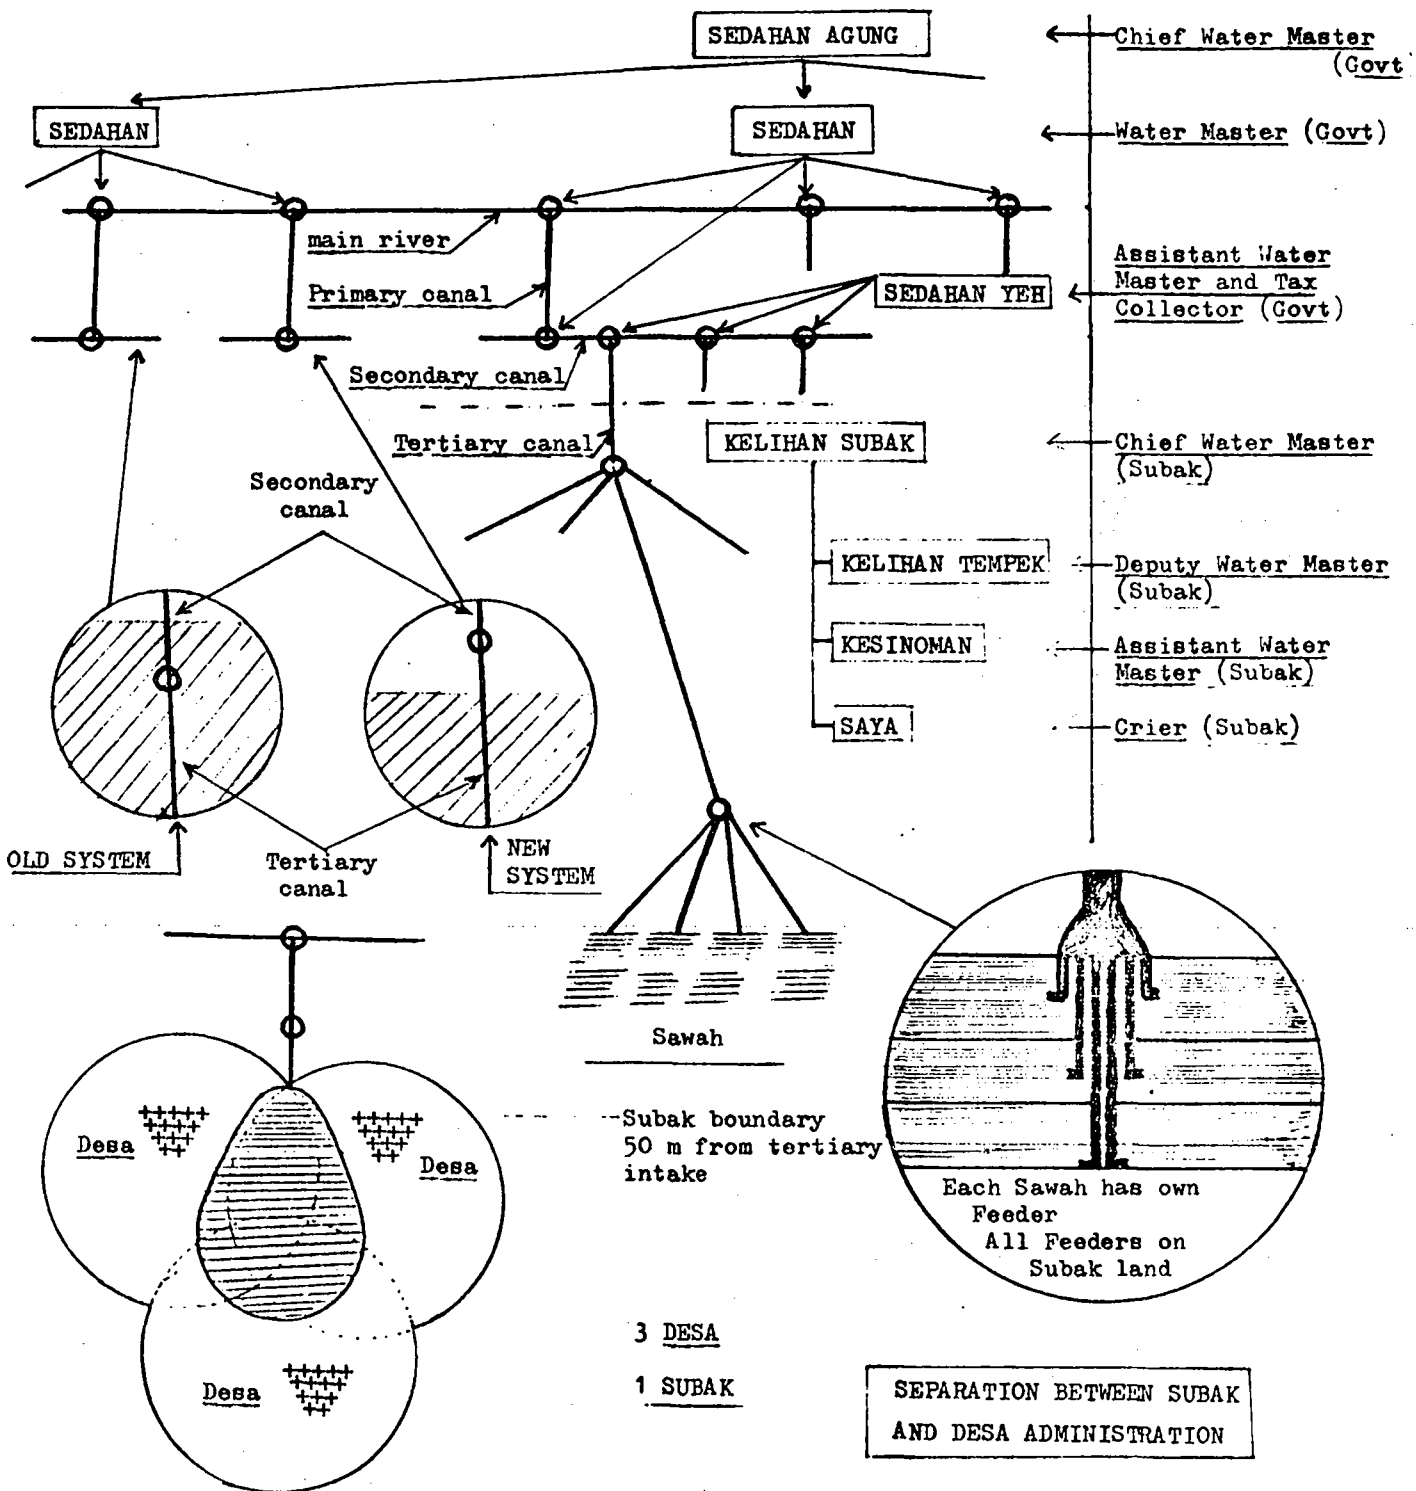 SEDAHAN AGUNG
Chief Water Master
(Govt
SEDAHAN
SEDAHAN
Water Master (Govt)
main river
Primary canal
SEDAHAN YEH
Assistant Water
Master and Tax
Collector (Govt)
Secondary canal
Tertiary canal
KELIHAN SUBAK
Chief Water Master
(Subak)
Secondary
canal
KELIHAN TEMPEK
Deputy Water Master
(Subak)
KESINOMAN
Assistant Water
Master (Subak)
SAYA
Crier (Subak)
OLD SYSTEM
Tertiary
canal
NEW
SYSTEM
Sawah
Desa
Desa
Desa
Subak boundary
50 m from tertiary
intake
Each Sawah has own
Feeder
All Feeders on
Subak land
3 DESA
1 SUBAK
SEPARATION BETWEEN SUBAK
AND DESA ADMINISTRATION